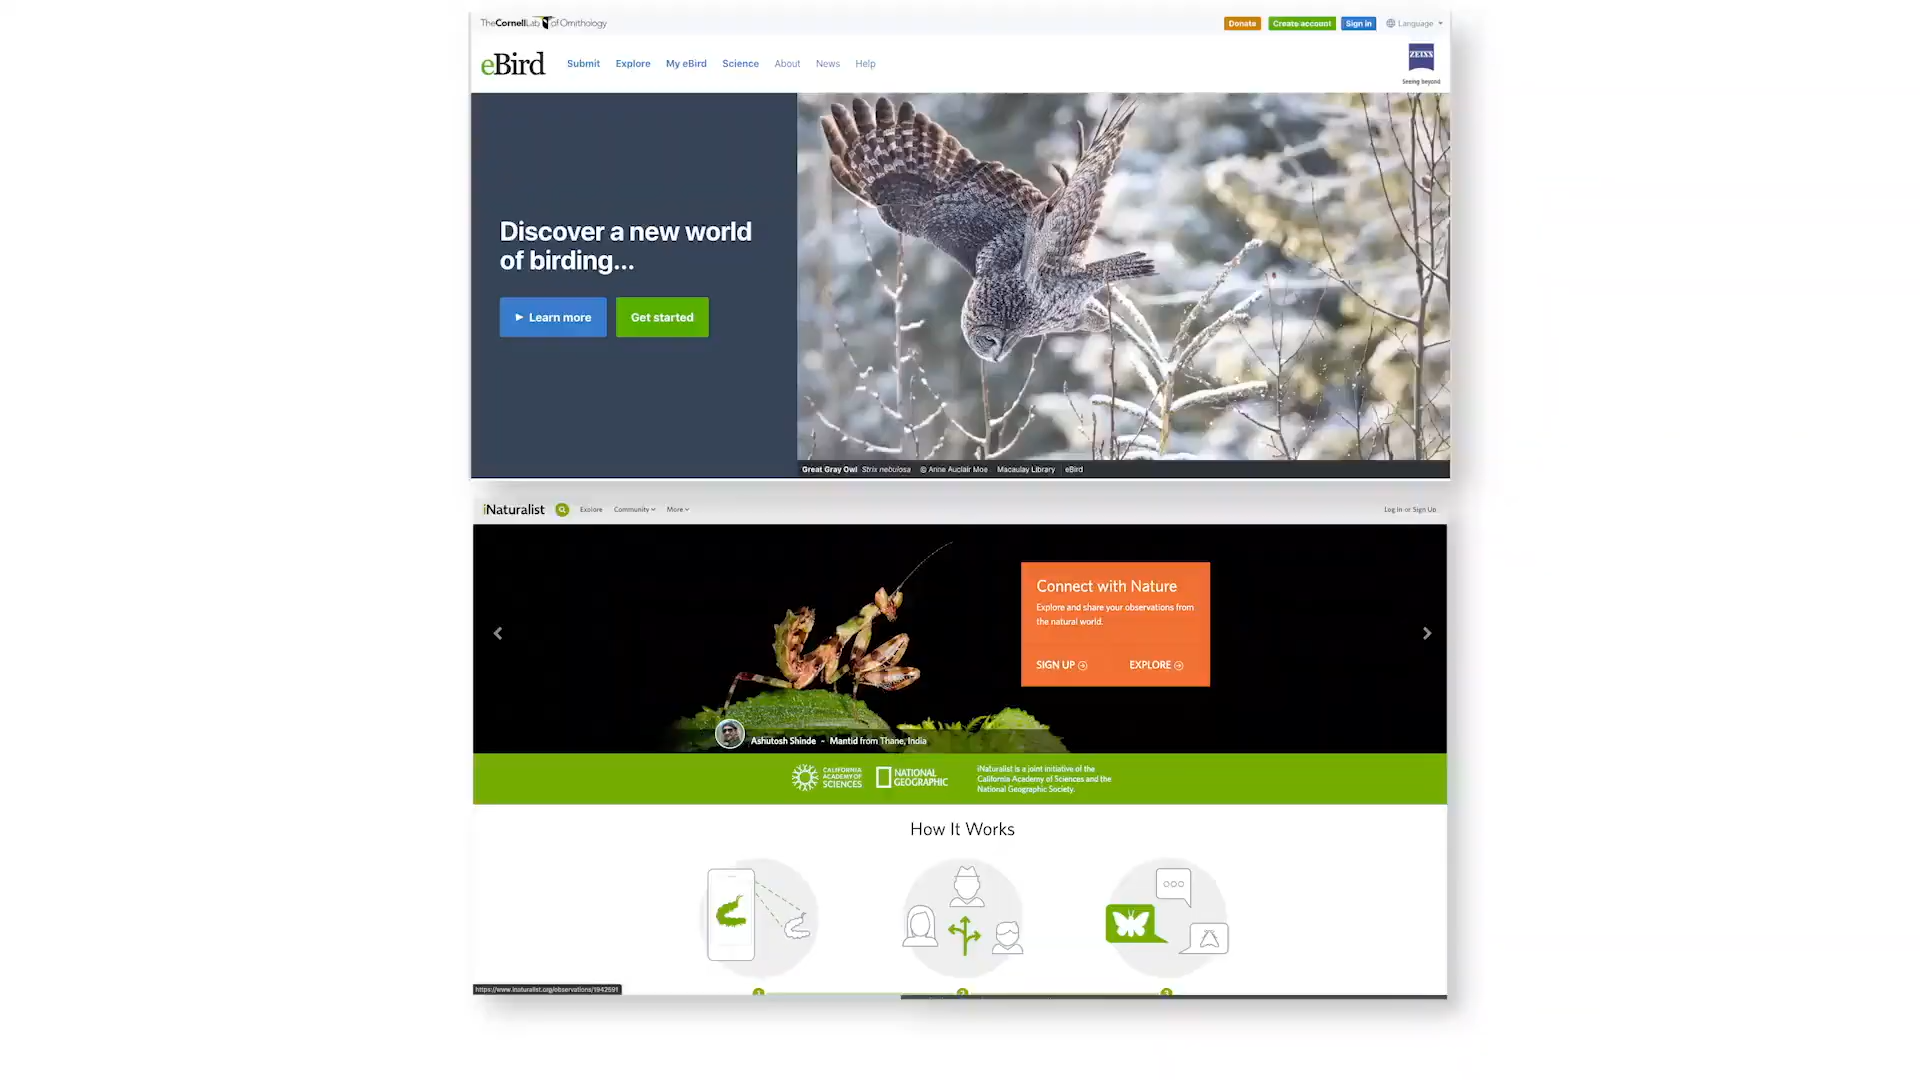 TheCornellLab of Ornithology
Donate Create account Sign in Language
eBird Submit Explore My eBird Science About News Help
ZEISS
Seeing beyond
Discover a new world
of birding...
Learn more Get started
Great Gray Owl Strix nebulosa © Anne Auclair Moe Macaulay Library eBird
iNaturalist Explore Community More Log In or Sign Up
Connect with Nature
Explore and share your observations from
the natural world.
SIGN UP EXPLORE
Ashutosh Shinde - Mantid from Thane, India
CALIFORNIA
ACADEMY OF
SCIENCES
NATIONAL
GEOGRAPHIC
iNaturalist is a joint initiative of the
California Academy of Sciences and the
National Geographic Society.
How It Works
1 2 3
https://www.inaturalist.org/observations/1942591